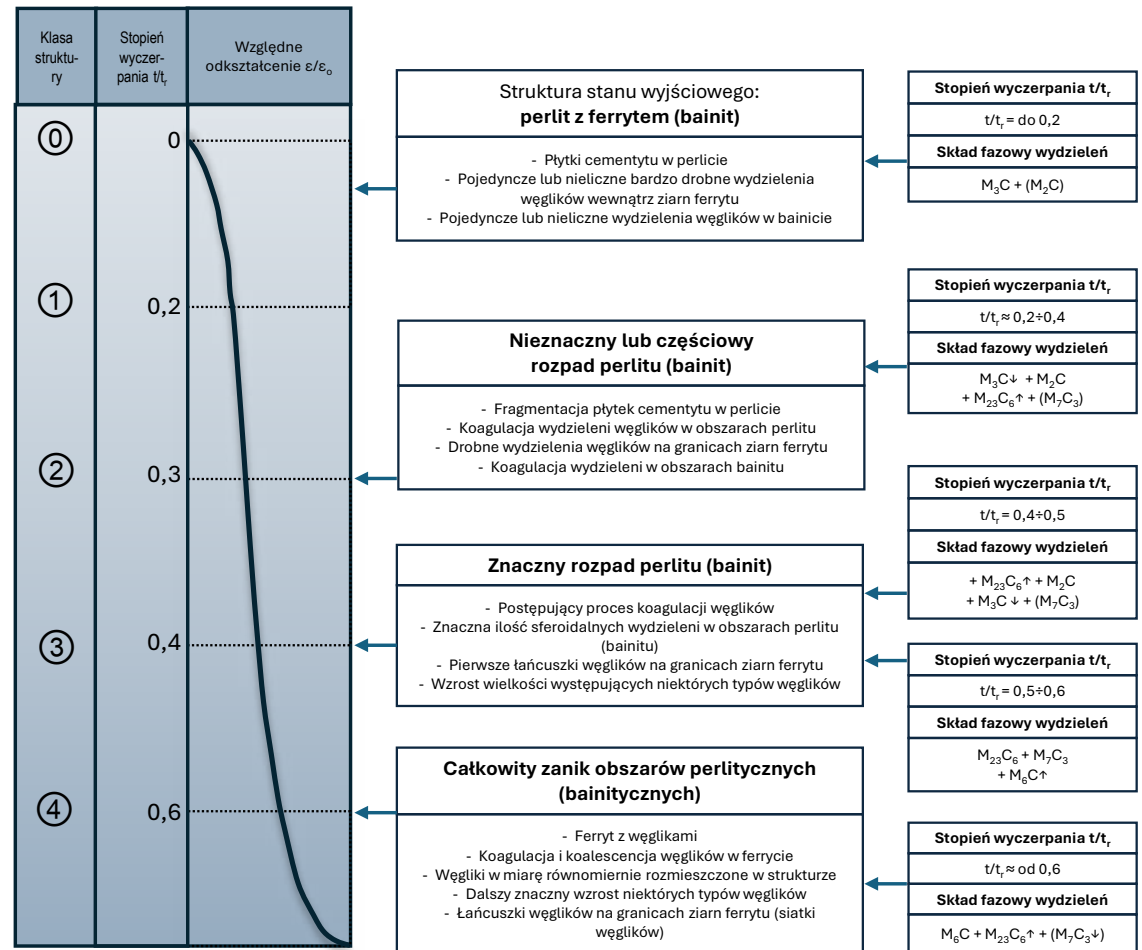 Klasa
struktu-
ry
Stopień
wyczer-
pania t/tᵣ
Względne
odkształcenie ε/εₒ
0
0
1
0,2
2
0,3
3
0,4
4
0,6
Struktura stanu wyjściowego:
perlit z ferrytem (bainit)
- Płytki cementytu w perlicie
- Pojedyncze lub nieliczne bardzo drobne wydzielenia
węglików wewnątrz ziarn ferrytu
- Pojedyncze lub nieliczne wydzielenia węglików w bainicie
Nieznaczny lub częściowy
rozpad perlitu (bainit)
- Fragmentacja płytek cementytu w perlicie
- Koagulacja wydzieleni węglików w obszarach perlitu
- Drobne wydzielenia węglików na granicach ziarn ferrytu
- Koagulacja wydzieleni w obszarach bainitu
Znaczny rozpad perlitu (bainit)
- Postępujący proces koagulacji węglików
- Znaczna ilość sferoidalnych wydzieleni w obszarach perlitu
(bainitu)
- Pierwsze łańcuszki węglików na granicach ziarn ferrytu
- Wzrost wielkości występujących niektórych typów węglików
Całkowity zanik obszarów perlitycznych
(bainitycznych)
- Ferryt z węglikami
- Koagulacja i koalescencja węglików w ferrycie
- Węgliki w miarę równomiernie rozmieszczone w strukturze
- Dalszy znaczny wzrost niektórych typów węglików
- Łańcuszki węglików na granicach ziarn ferrytu (siatki
węglików)
Stopień wyczerpania t/tᵣ
t/tᵣ = do 0,2
Skład fazowy wydzieleń
M₃C + (M₂C)
Stopień wyczerpania t/tᵣ
t/tᵣ ≈ 0,2÷0,4
Skład fazowy wydzieleń
M₃C↓ + M₂C
+ M₂₃C₆↑ + (M₇C₃)
Stopień wyczerpania t/tᵣ
t/tᵣ = 0,4÷0,5
Skład fazowy wydzieleń
+ M₂₃C₆↑ + M₂C
+ M₃C ↓ + (M₇C₃)
Stopień wyczerpania t/tᵣ
t/tᵣ = 0,5÷0,6
Skład fazowy wydzieleń
M₂₃C₆ + M₇C₃
+ M₆C↑
Stopień wyczerpania t/tᵣ
t/tᵣ ≈ od 0,6
Skład fazowy wydzieleń
M₆C + M₂₃C₆↑ + (M₇C₃↓)